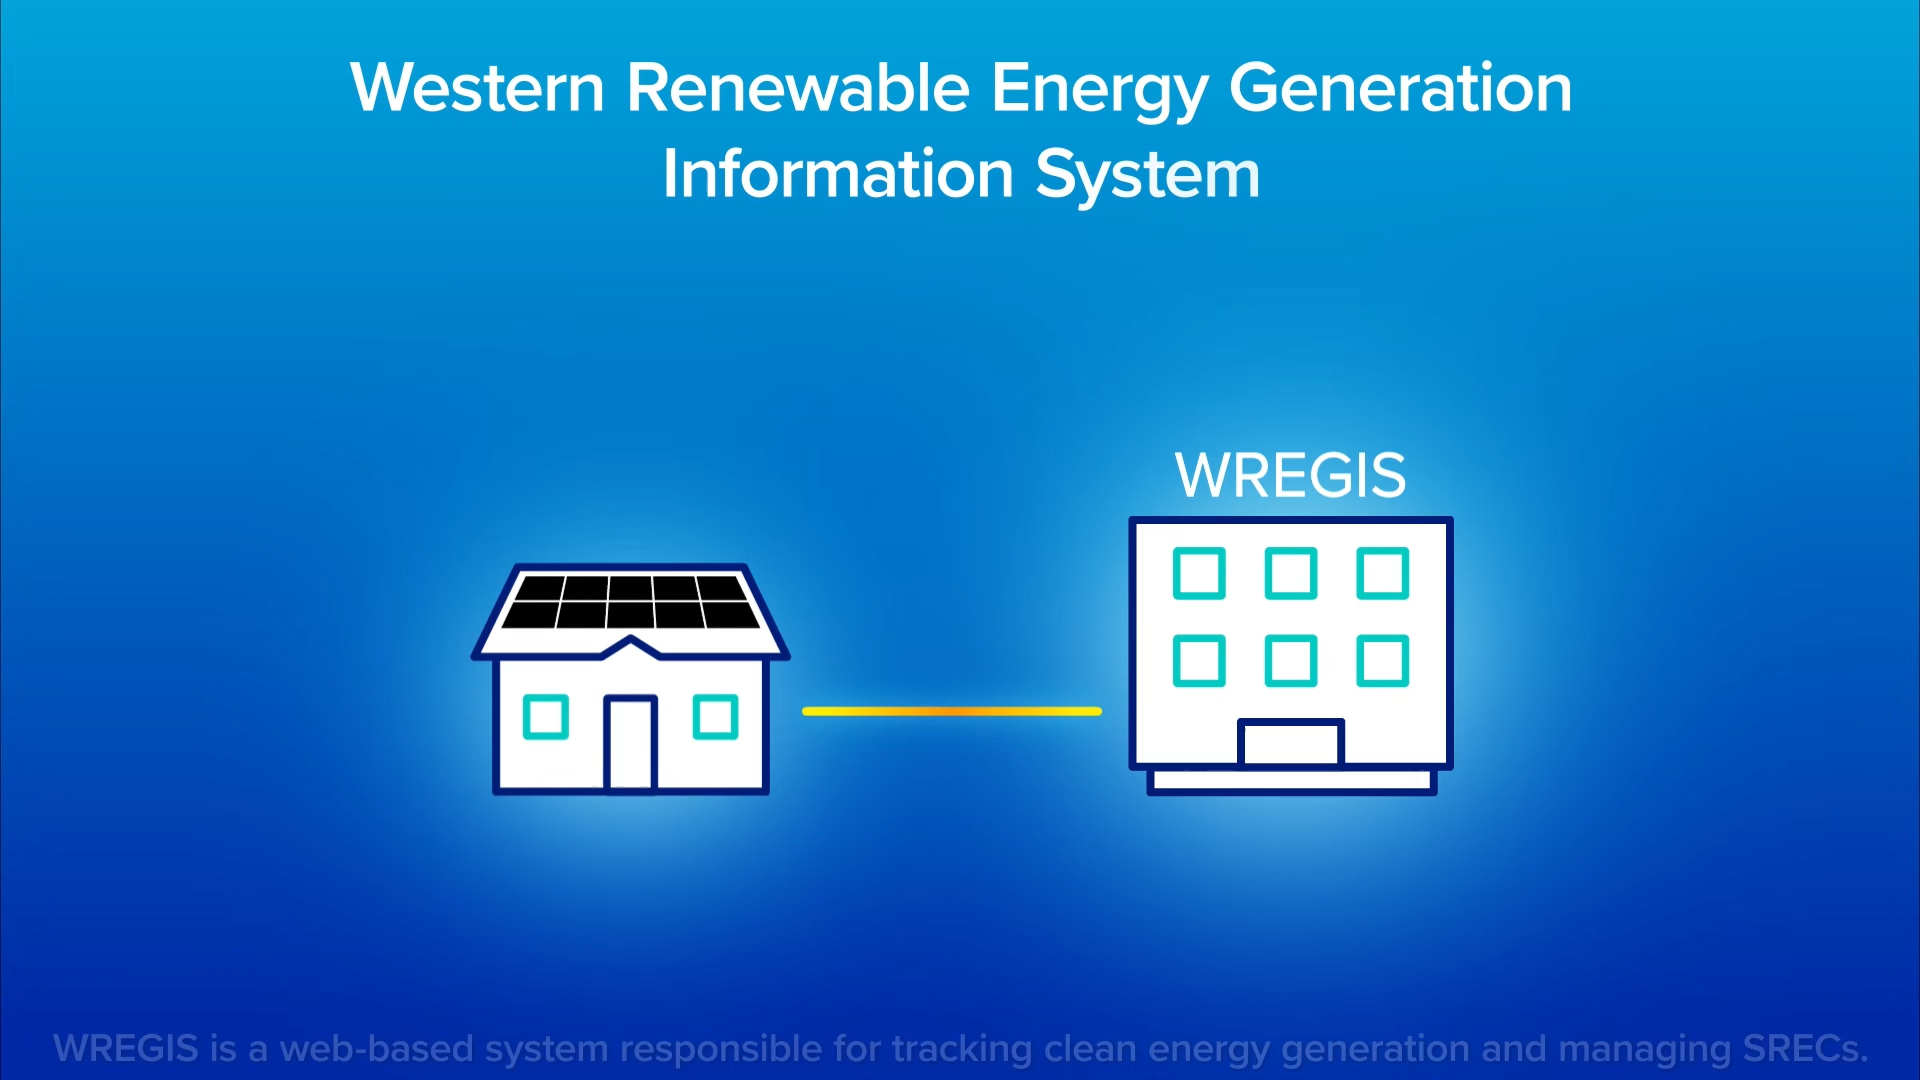 Western Renewable Energy Generation
Information System
WREGIS
WREGIS is a web-based system responsible for tracking clean energy generation and managing SRECs.